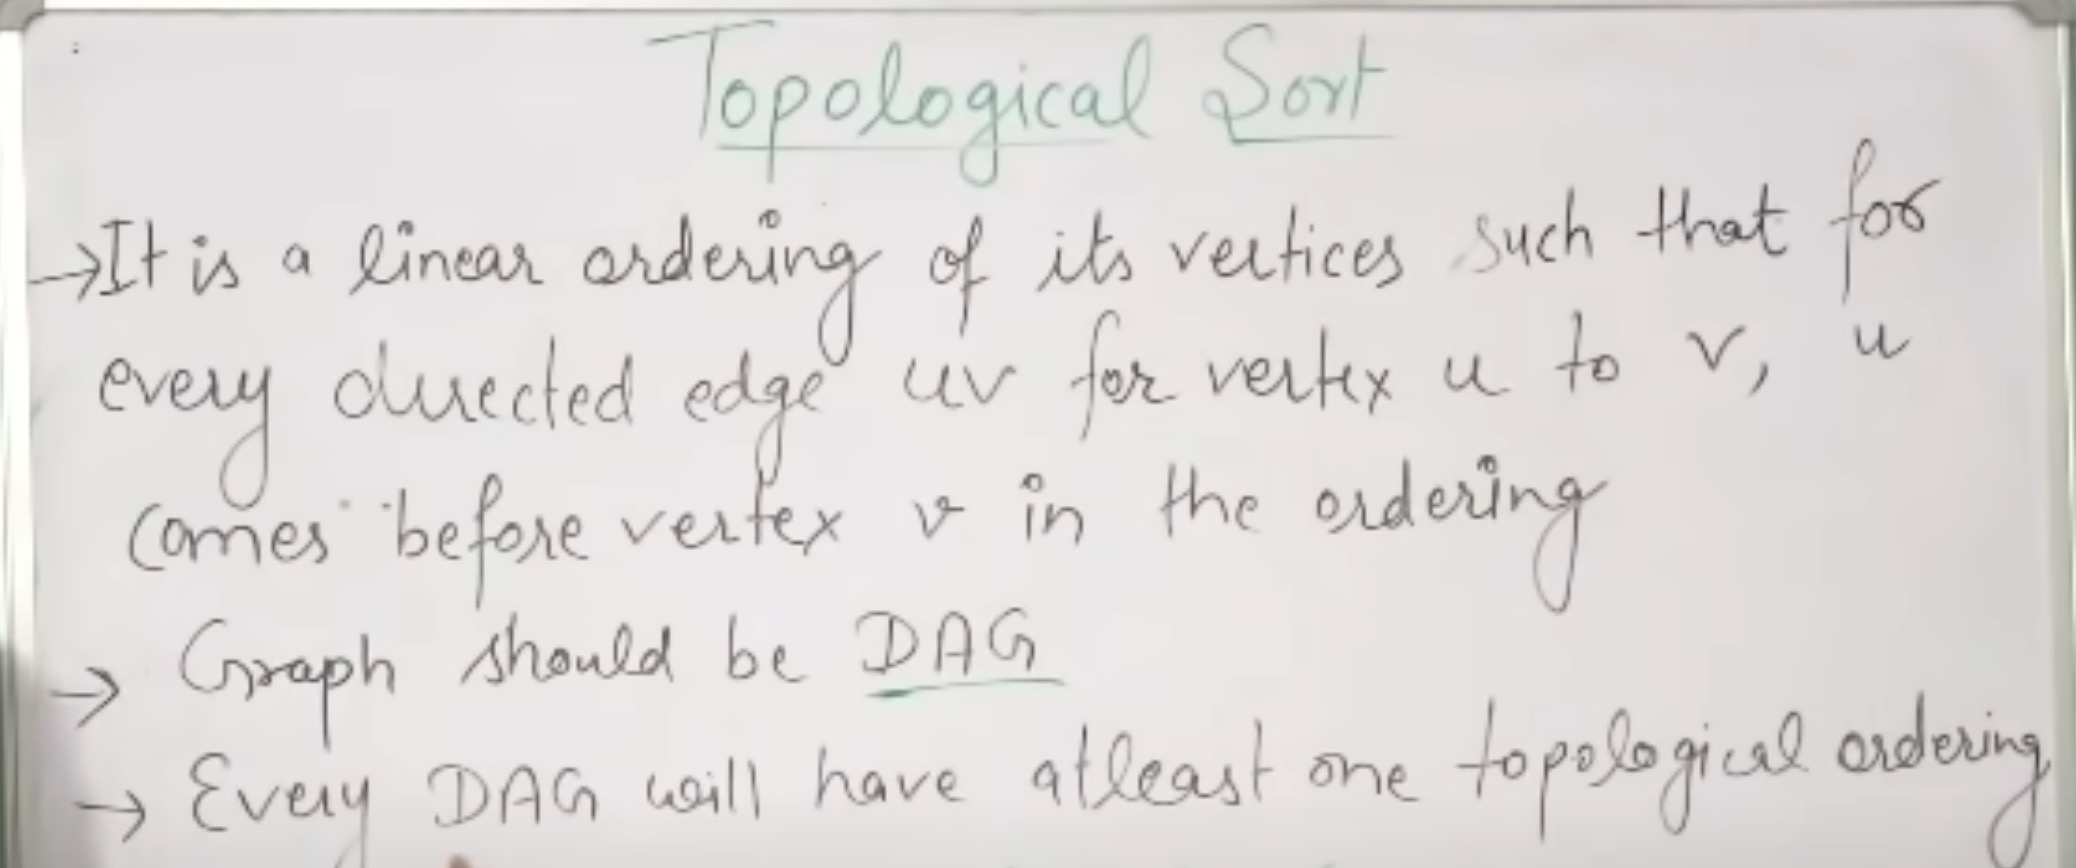 Topological Sort
→It is a linear ordering of its vertices such that for
every directed edge uv for vertex u to v, u
comes before vertex v in the ordering
→ Graph should be DAG
→ Every DAG will have atleast one topological ordering